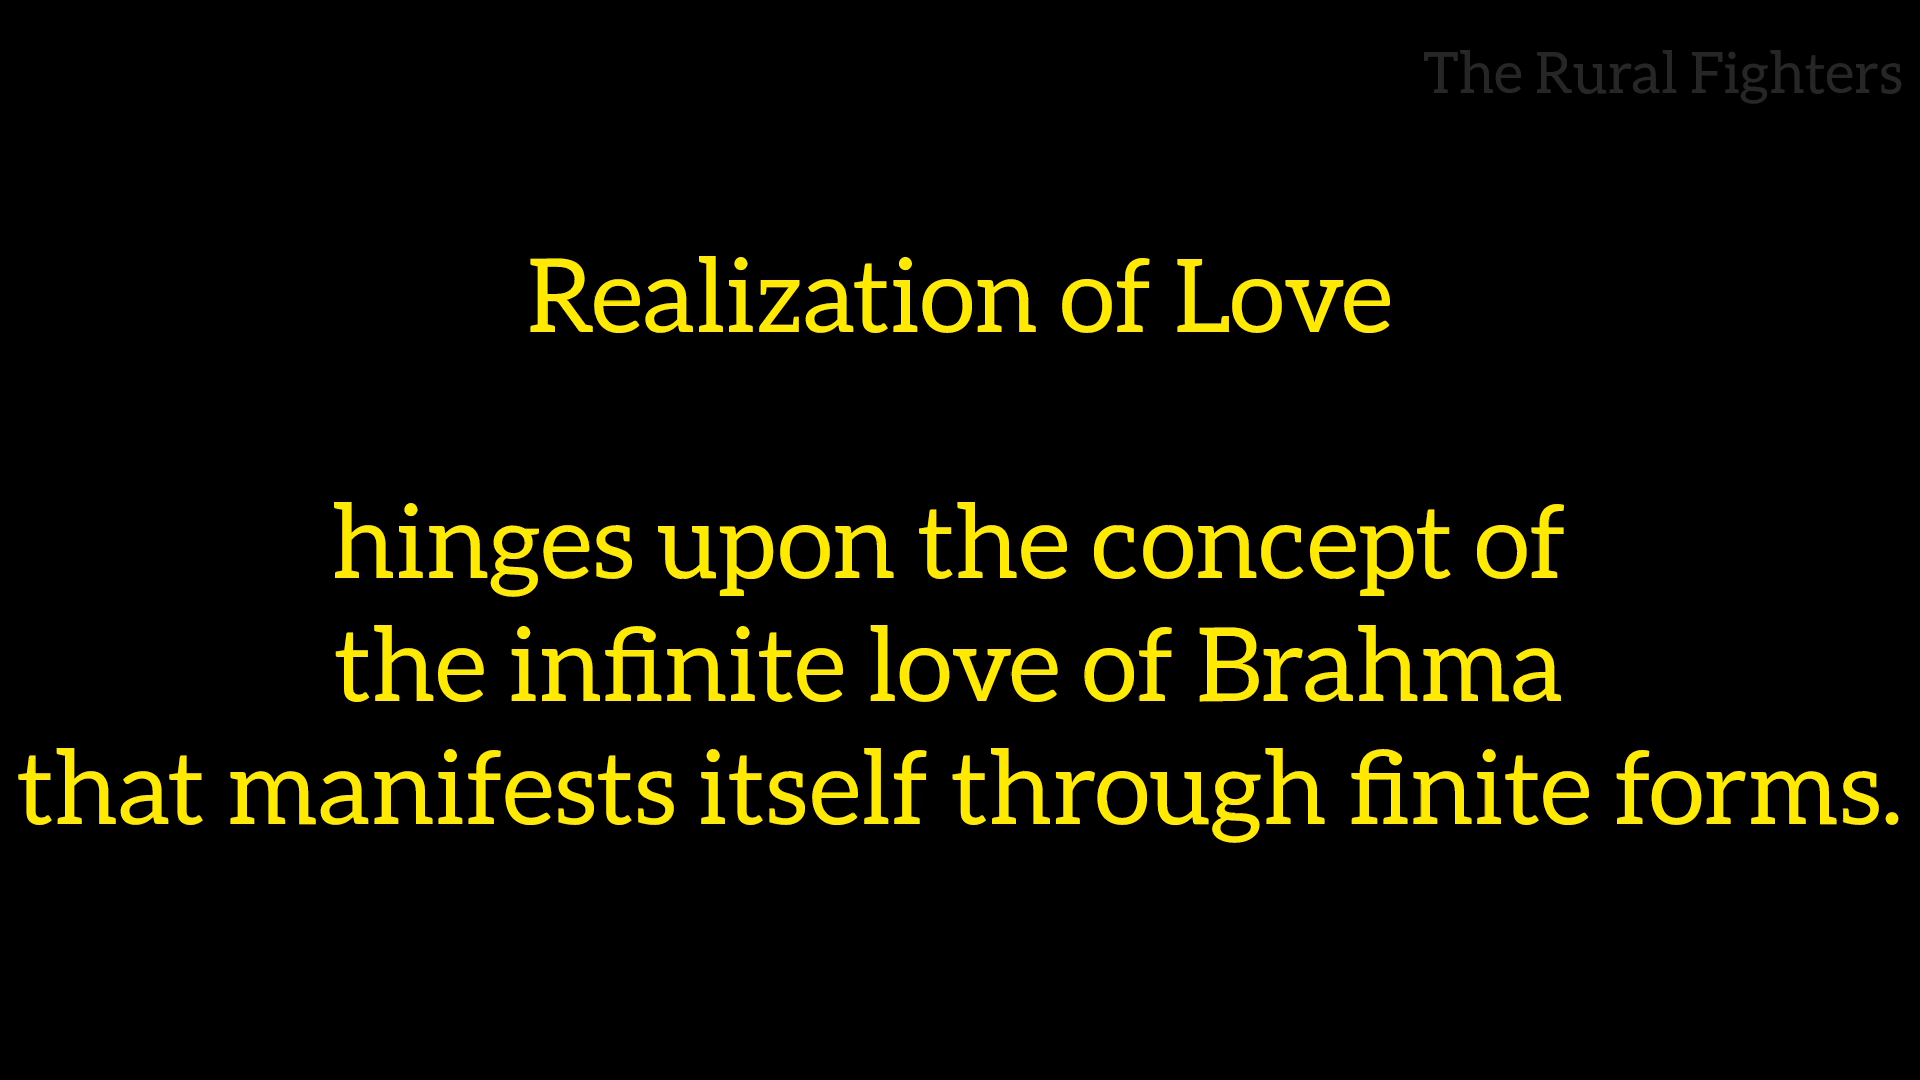 The Rural Fighters
Realization of Love
hinges upon the concept of
the infinite love of Brahma
that manifests itself through finite forms.